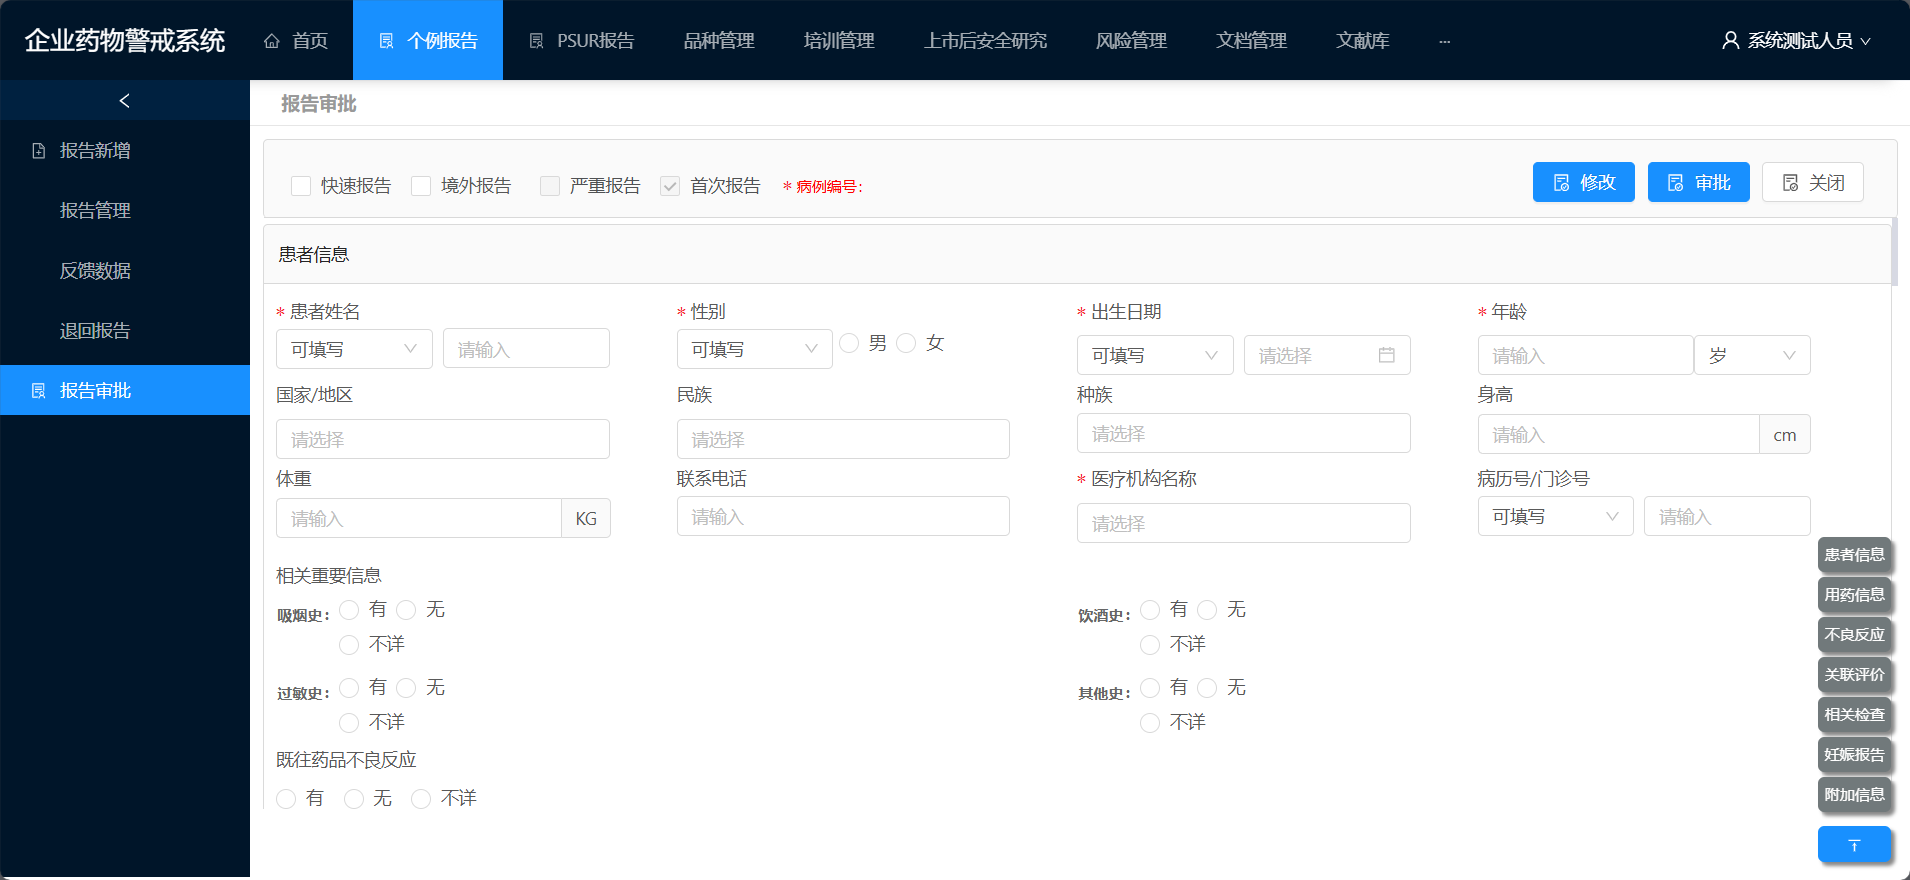 企业药物警戒系统 首页 个例报告 PSUR报告 品种管理 培训管理 上市后安全研究 风险管理 文档管理 文献库 ... 系统测试人员
报告新增
报告管理
反馈数据
退回报告
报告审批
报告审批
快速报告 境外报告 严重报告 首次报告 * 病例编号: 修改 审批 关闭
患者信息
* 患者姓名 * 性别 * 出生日期 * 年龄
可填写 请输入 可填写 男 女 可填写 请选择 请输入 岁
国家/地区 民族 种族 身高
请选择 请选择 请选择 请输入 cm
体重 联系电话 * 医疗机构名称 病历号/门诊号
请输入 KG 请输入 请选择 可填写 请输入
相关重要信息
吸烟史: 有 无 饮酒史: 有 无
不详 不详
过敏史: 有 无 其他史: 有 无
不详 不详
既往药品不良反应
有 无 不详
患者信息
用药信息
不良反应
关联评价
相关检查
妊娠报告
附加信息